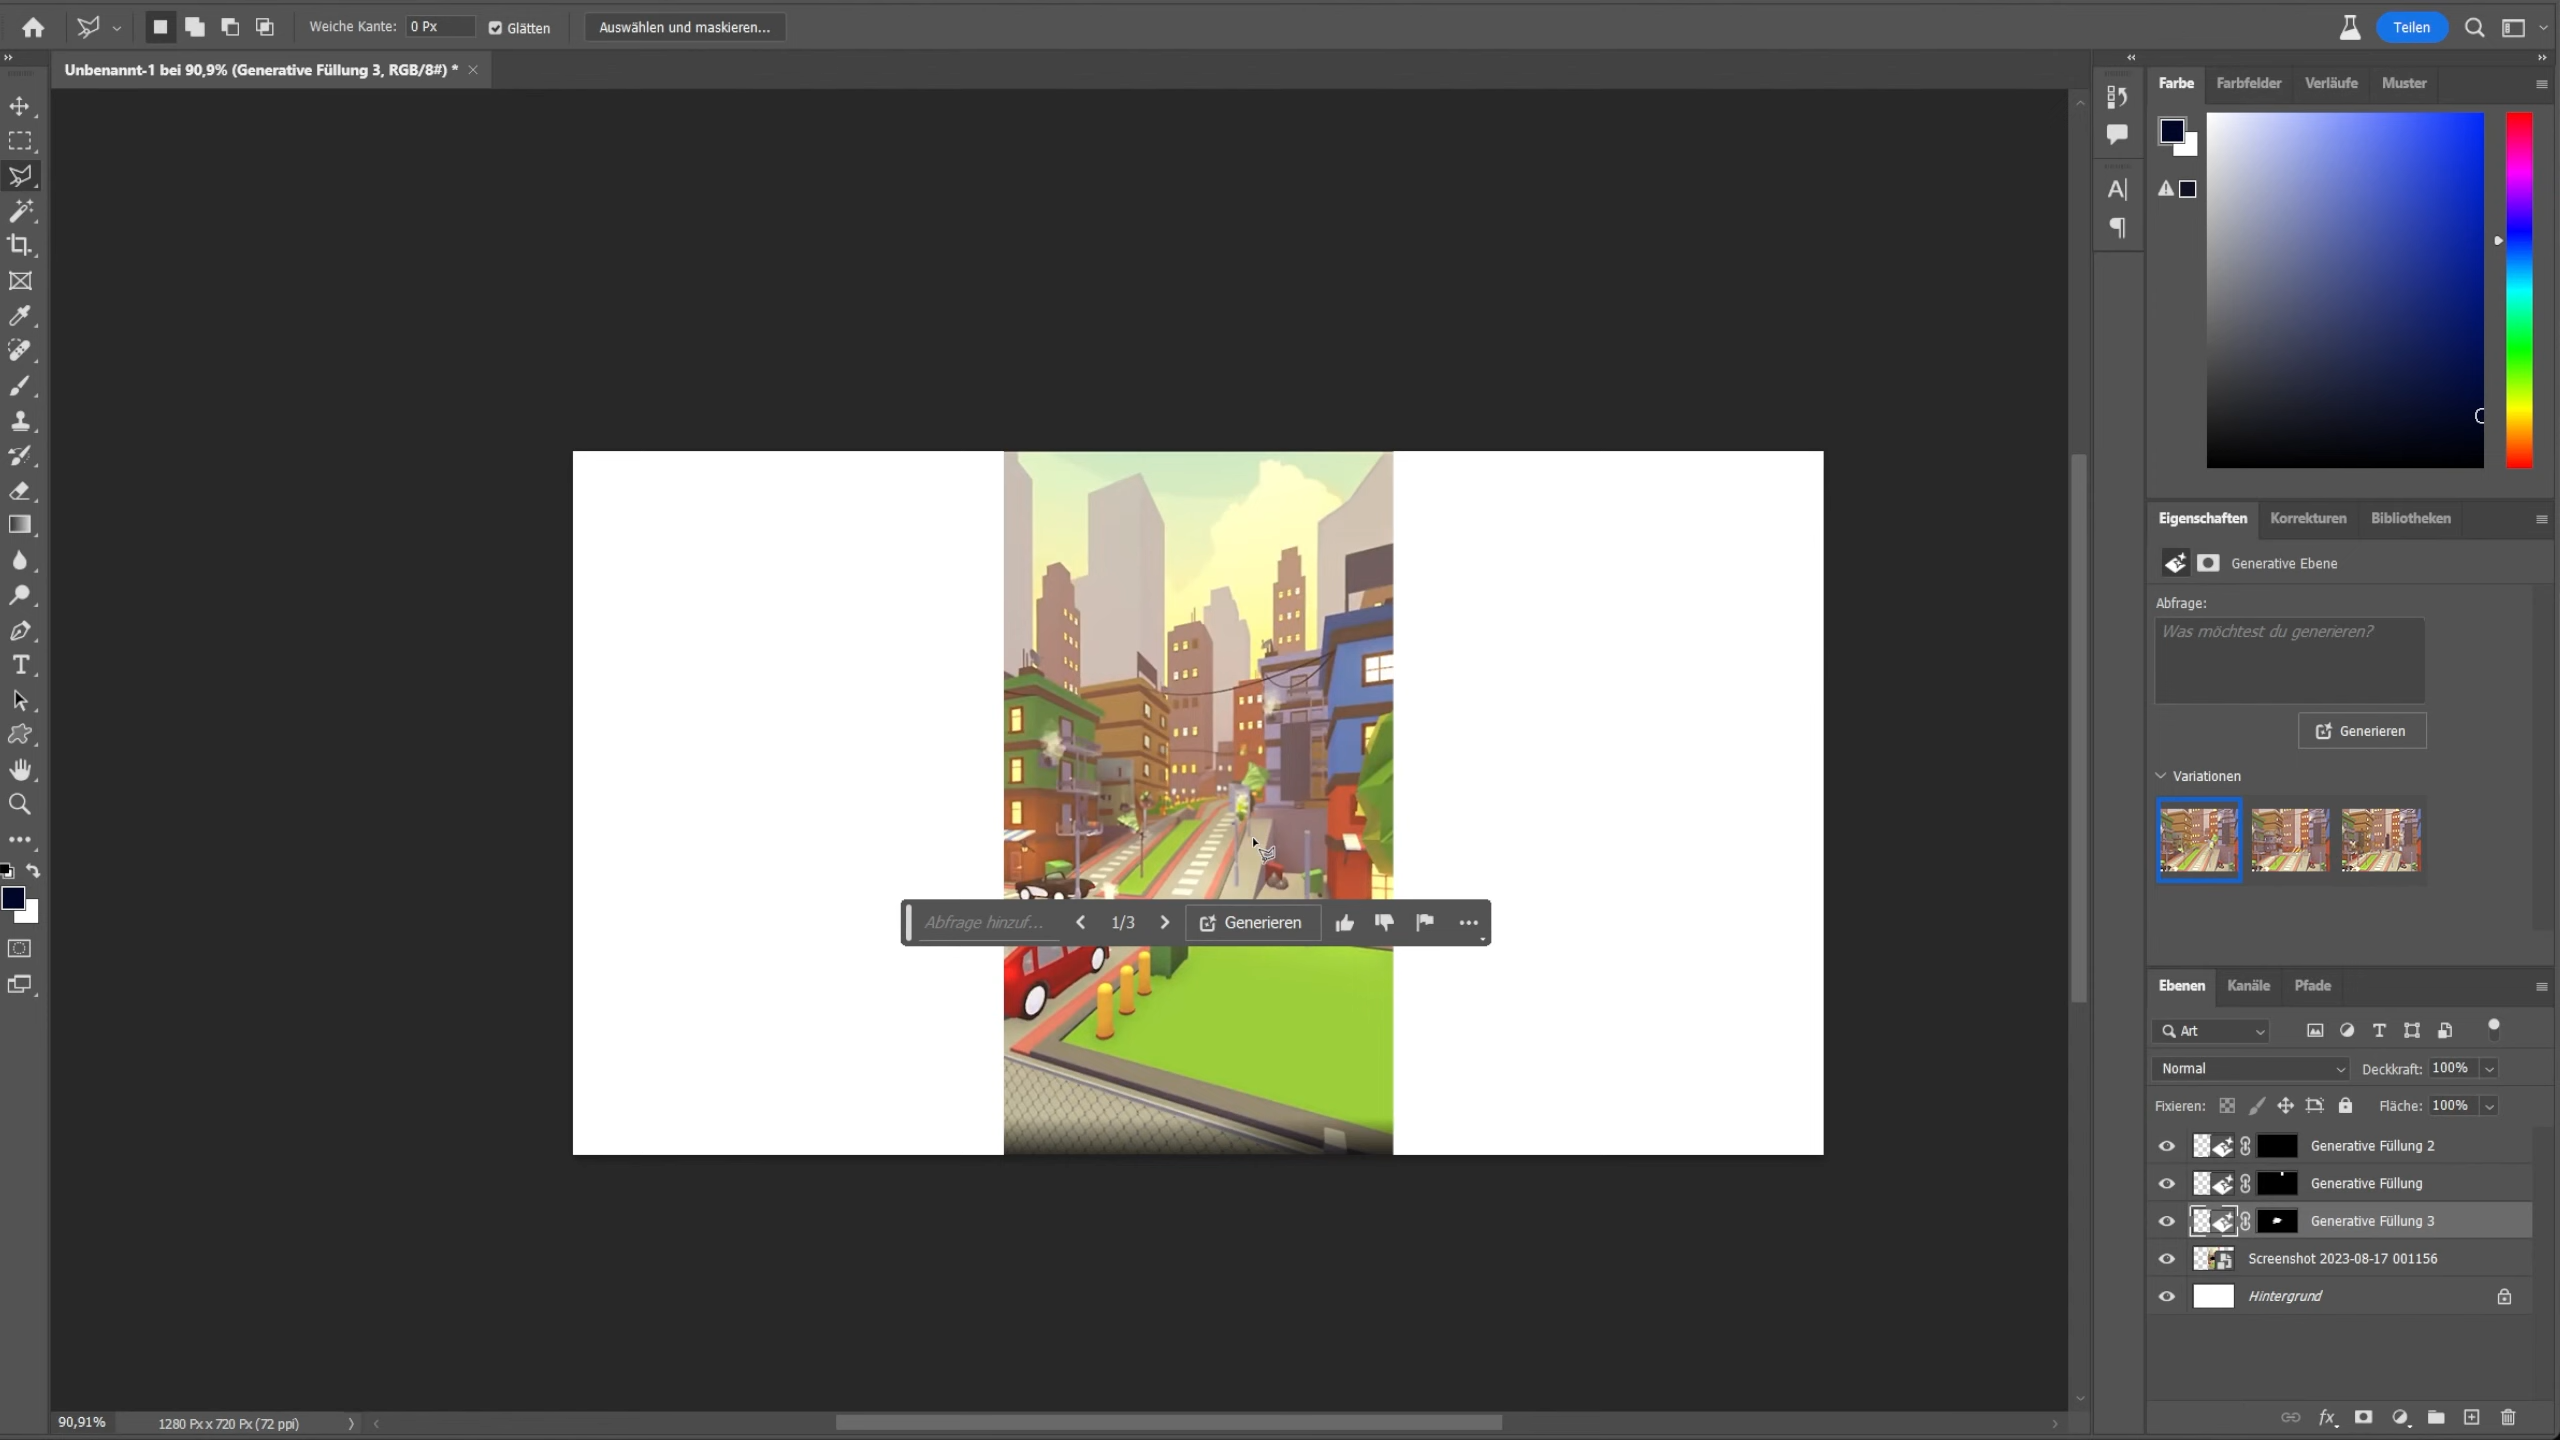 Weiche Kante: 0 Px Glätten Auswählen und maskieren... Teilen
Unbenannt-1 bei 90,9% (Generative Füllung 3, RGB/8#) *
Farbe Farbfelder Verläufe Muster
Eigenschaften Korrekturen Bibliotheken
Generative Ebene
Abfrage:
Was möchtest du generieren?
Generieren
Variationen
Abfrage hinzuf... 1/3 Generieren
Ebenen Kanäle Pfade
Art
Normal Deckkraft: 100%
Fixieren: Fläche: 100%
Generative Füllung 2
Generative Füllung
Generative Füllung 3
Screenshot 2023-08-17 001156
Hintergrund
90,91% 1280 Px x 720 Px (72 ppi)